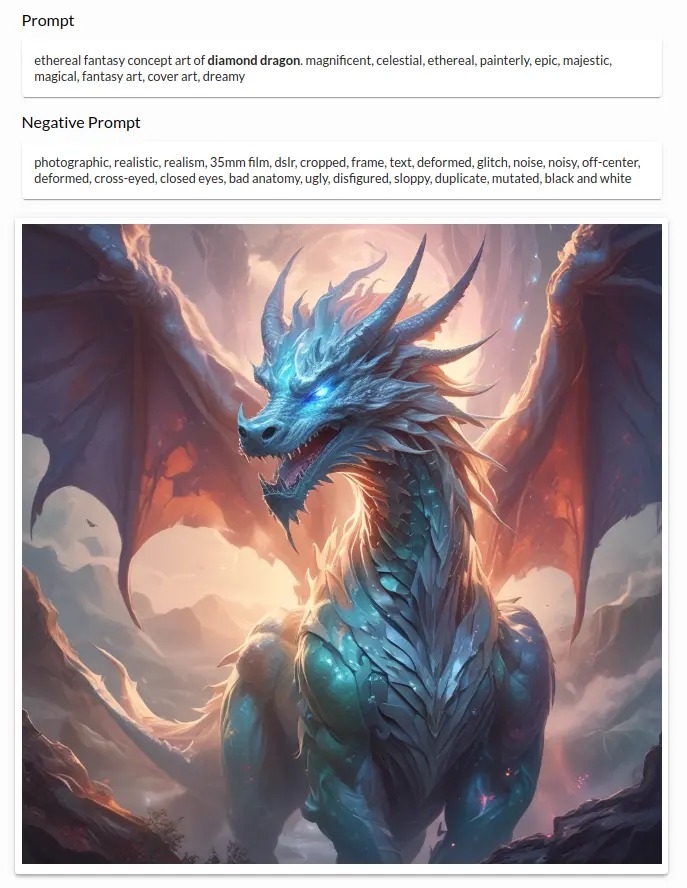 Prompt
ethereal fantasy concept art of diamond dragon. magnificent, celestial, ethereal, painterly, epic, majestic,
magical, fantasy art, cover art, dreamy
Negative Prompt
photographic, realistic, realism, 35mm film, dslr, cropped, frame, text, deformed, glitch, noise, noisy, off-center,
deformed, cross-eyed, closed eyes, bad anatomy, ugly, disfigured, sloppy, duplicate, mutated, black and white